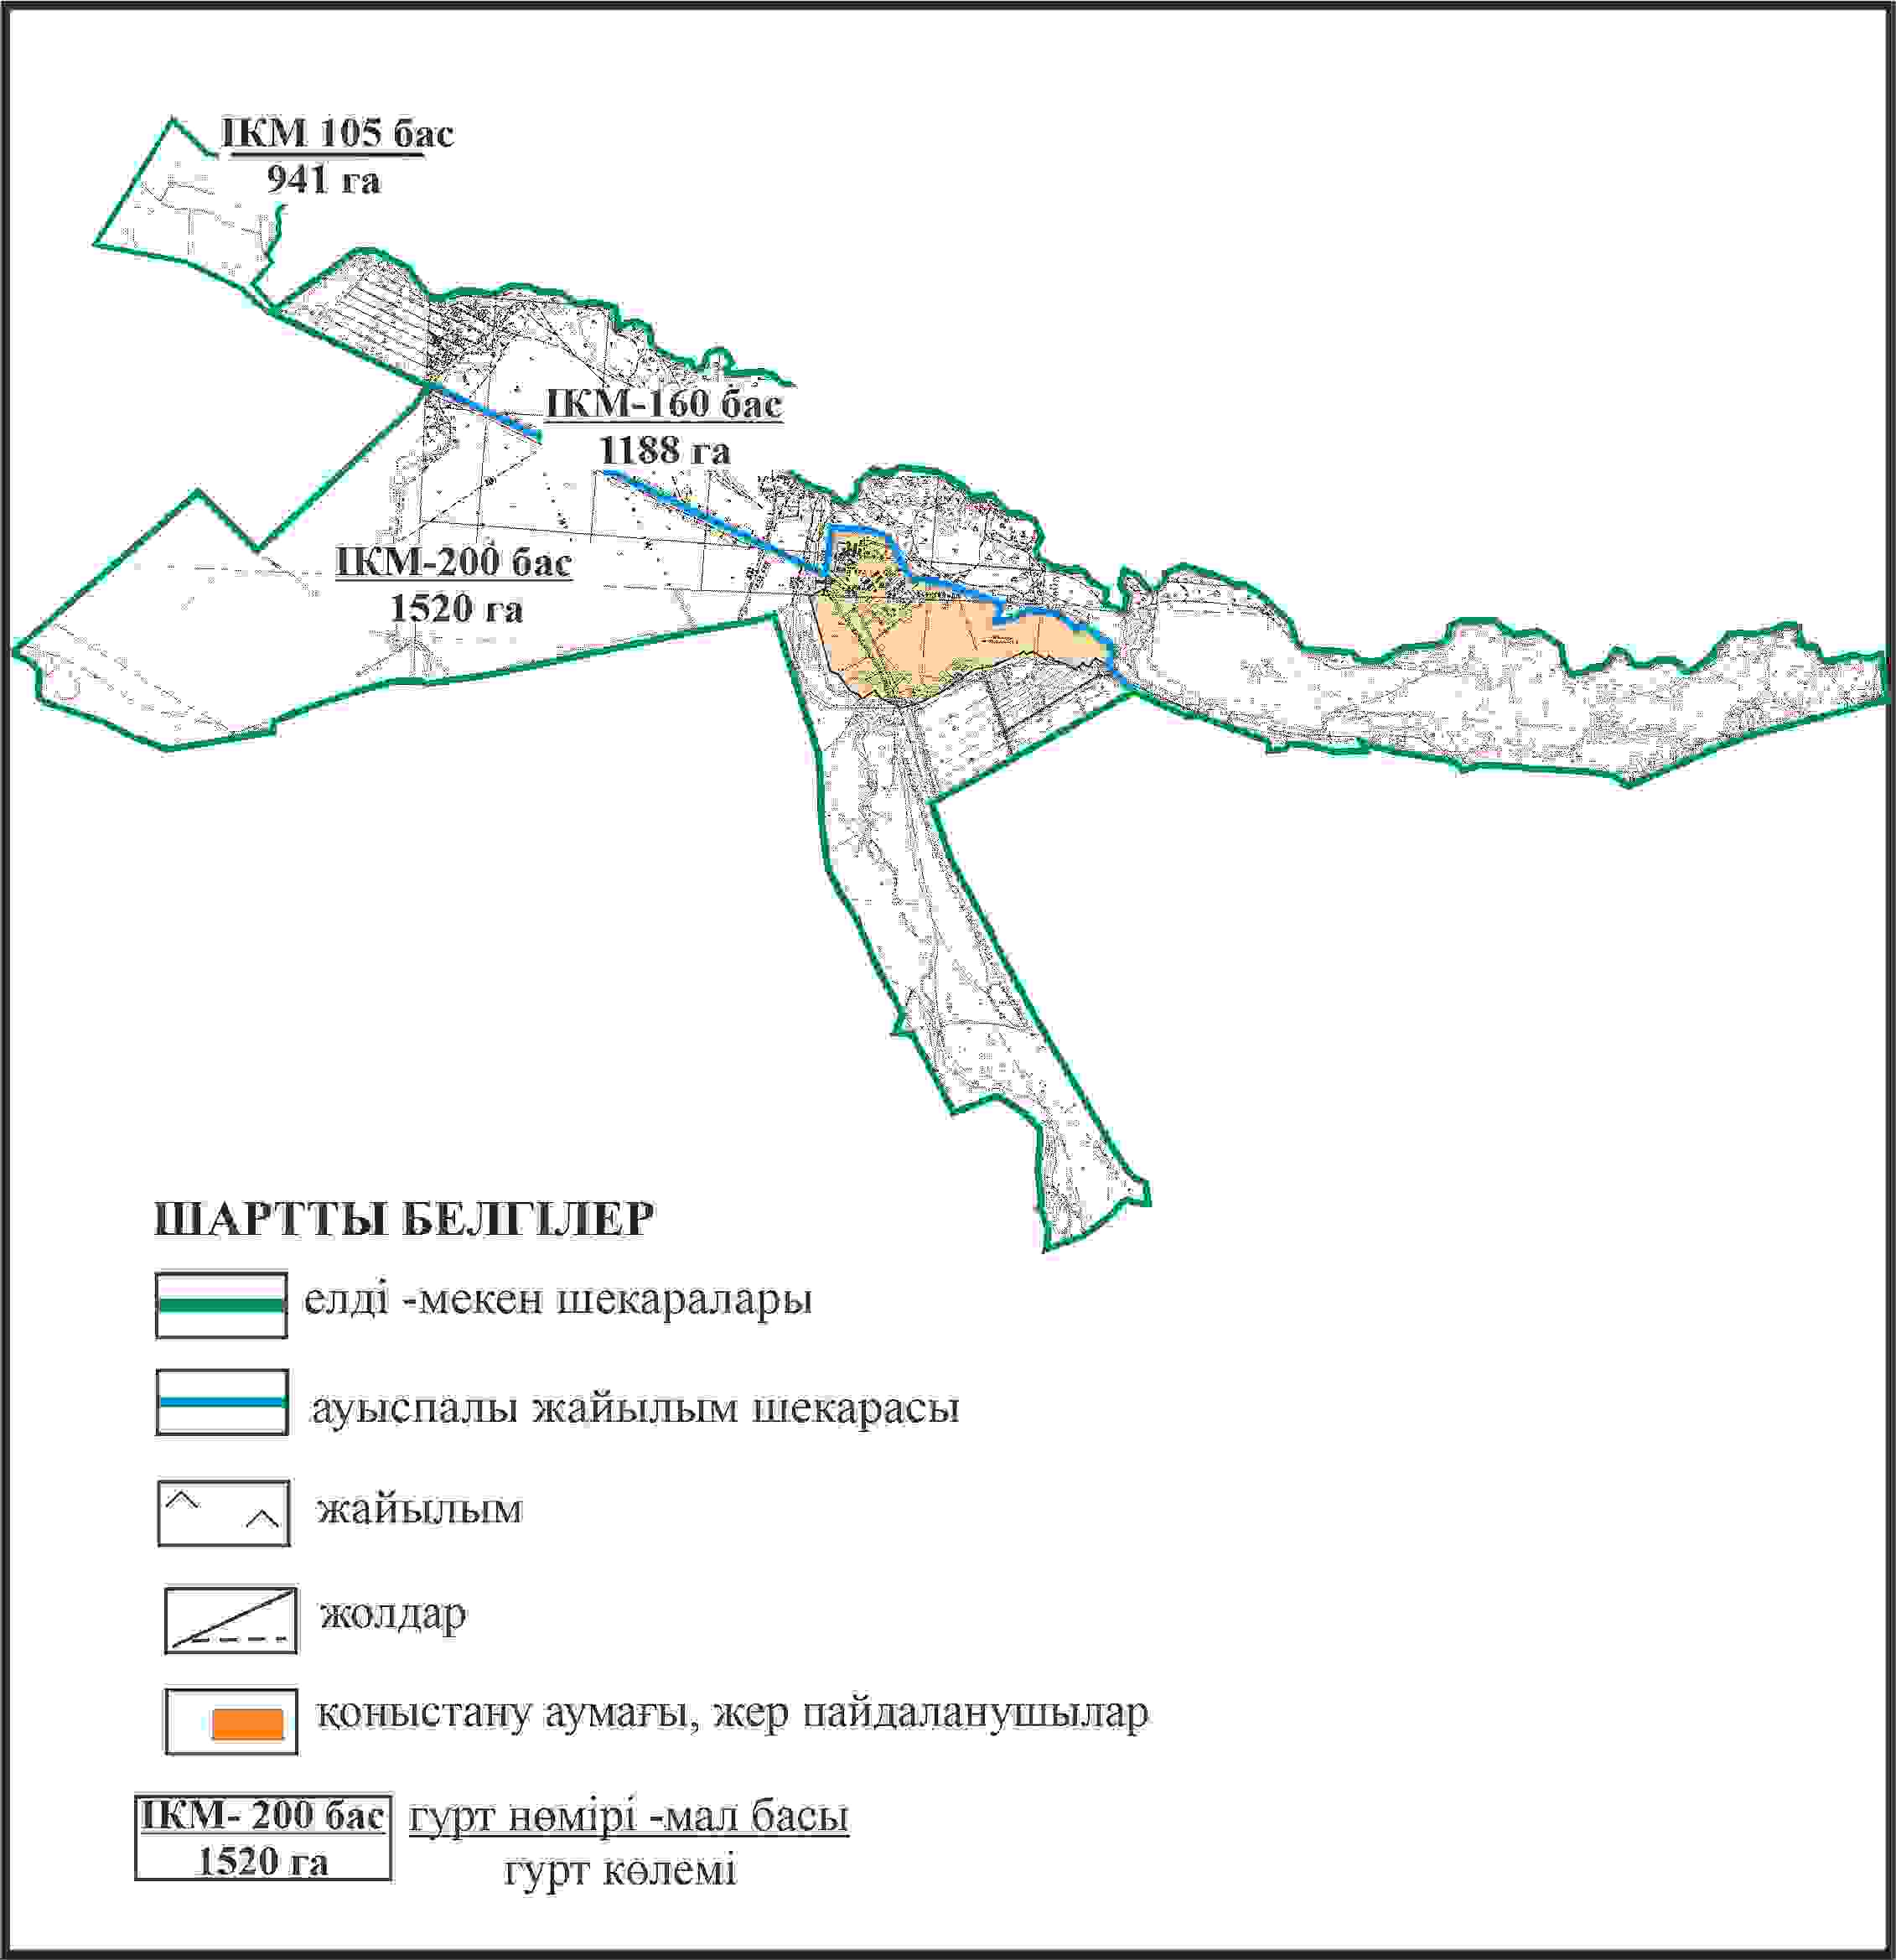 ІКМ 105 бас
941 га
ІКМ-160 бас
1188 га
ІКМ-200 бас
1520 га
ШАРТТЫ БЕЛГІЛЕР
елді -мекен шекаралары
ауыспалы жайылым шекарасы
жайылым
жолдар
қоныстану аумағы, жер пайдаланушылар
ІКМ- 200 бас
1520 га
гурт нөмірі -мал басы
гурт көлемі